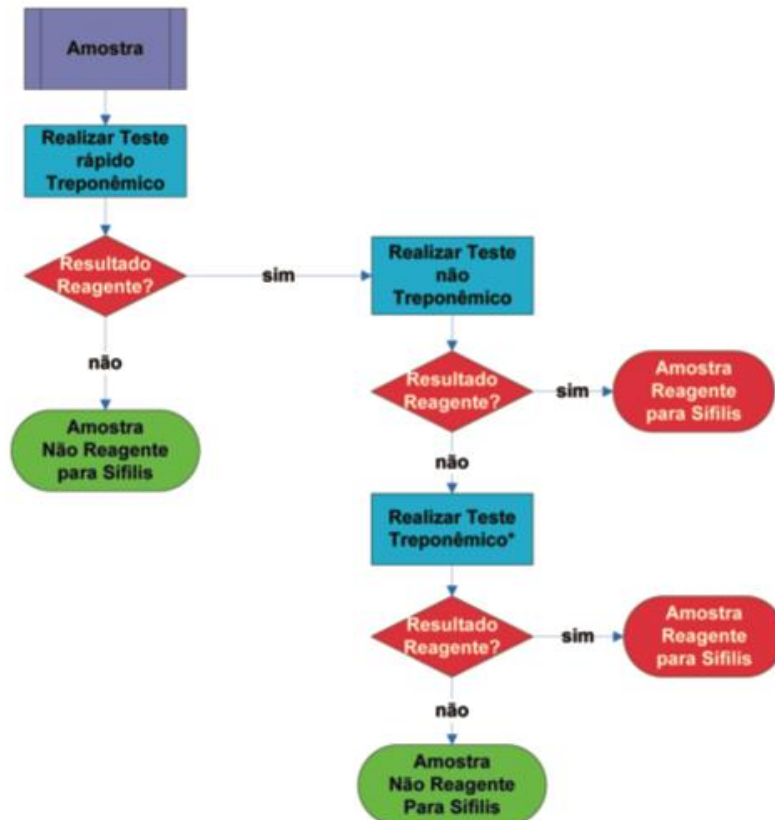 Amostra
Realizar Teste
rápido
Treponêmico
Resultado
Reagente?
sim
não
Amostra
Não Reagente
para Sífilis
Realizar Teste
não
Treponêmico
Resultado
Reagente?
sim
Amostra
Reagente
para Sífilis
não
Realizar Teste
Treponêmico*
Resultado
Reagente?
sim
Amostra
Reagente
para Sífilis
não
Amostra
Não Reagente
Para Sífilis